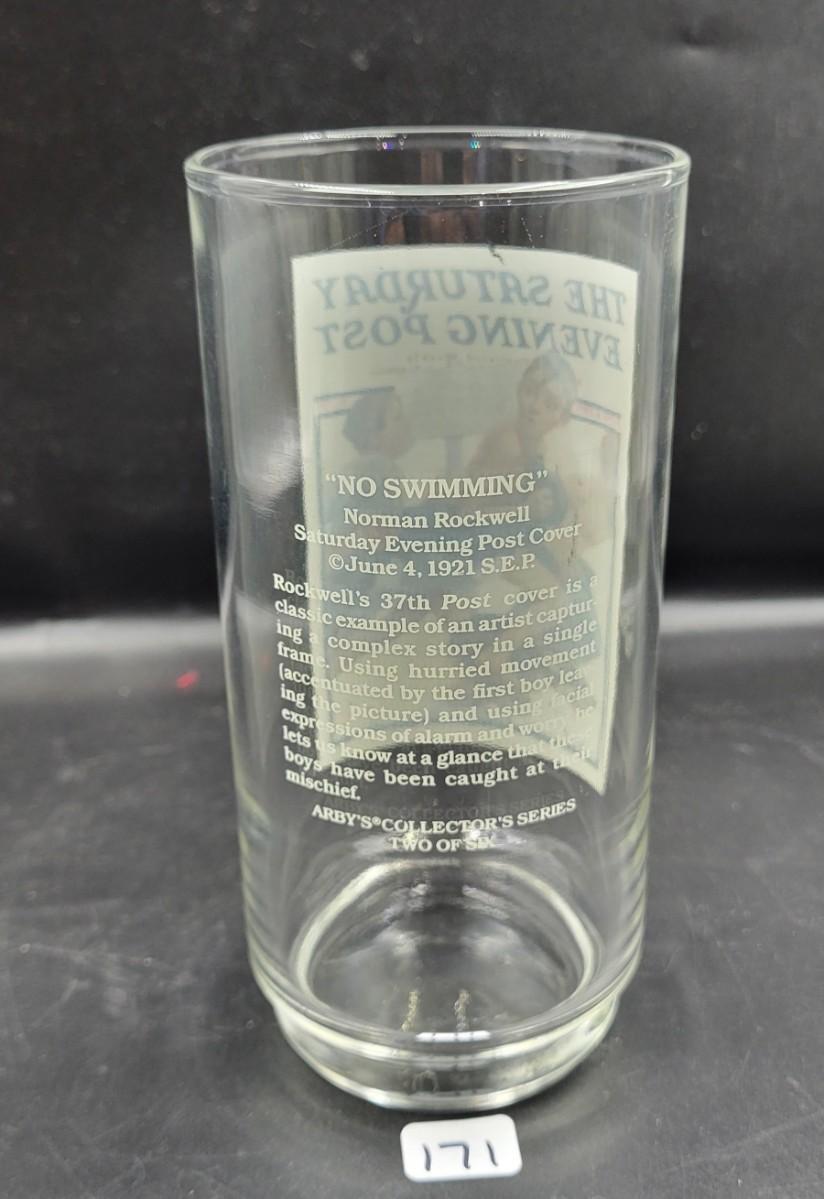 THE SATURDAY
EVENING POST
“NO SWIMMING”
Norman Rockwell
Saturday Evening Post Cover
©June 4, 1921 S.E.P.
Rockwell's 37th Post cover is a
classic example of an artist captur-
ing a complex story in a single
frame. Using hurried movement
(accentuated by the first boy leav-
ing the picture) and using facial
expressions of alarm and worry, he
lets us know at a glance that these
boys have been caught at their
mischief.
ARBY'S® COLLECTOR'S SERIES
TWO OF SIX
171